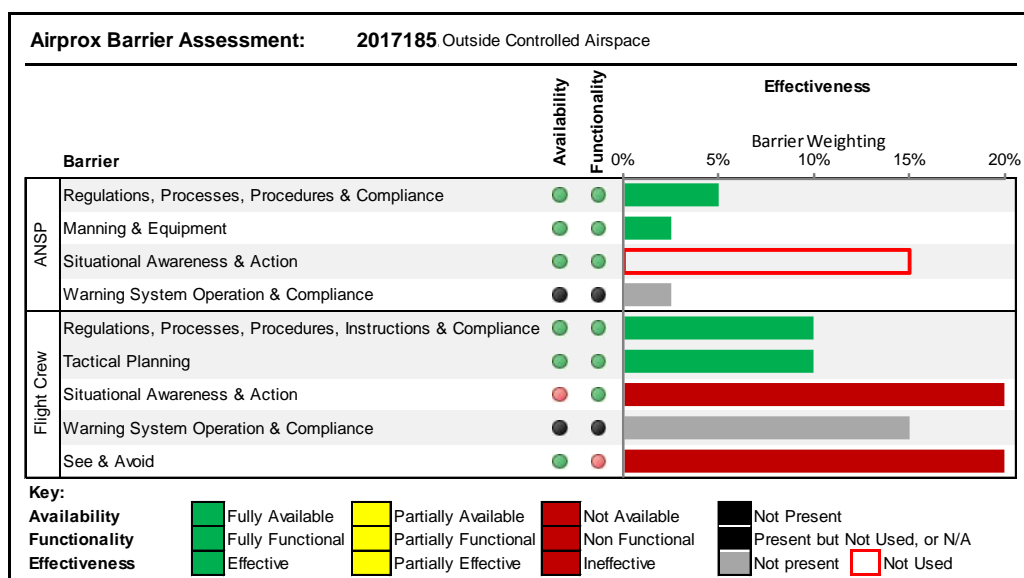 Airprox Barrier Assessment: 2017185 Outside Controlled Airspace
Barrier Availability Functionality Effectiveness
Barrier Weighting
0% 5% 10% 15% 20%
ANSP
Regulations, Processes, Procedures & Compliance
Manning & Equipment
Situational Awareness & Action
Warning System Operation & Compliance
Flight Crew
Regulations, Processes, Procedures, Instructions & Compliance
Tactical Planning
Situational Awareness & Action
Warning System Operation & Compliance
See & Avoid
Key:
Availability Fully Available Partially Available Not Available Not Present
Functionality Fully Functional Partially Functional Non Functional Present but Not Used, or N/A
Effectiveness Effective Partially Effective Ineffective Not present Not Used